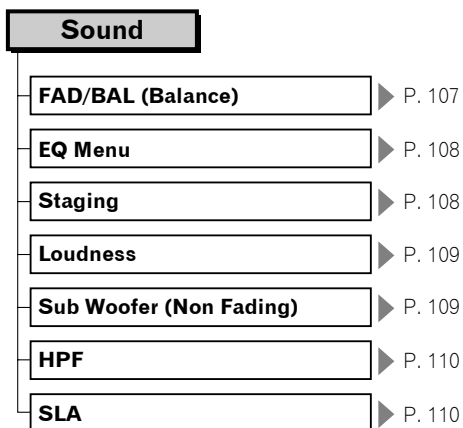 Sound
FAD/BAL (Balance) P. 107
EQ Menu P. 108
Staging P. 108
Loudness P. 109
Sub Woofer (Non Fading) P. 109
HPF P. 110
SLA P. 110